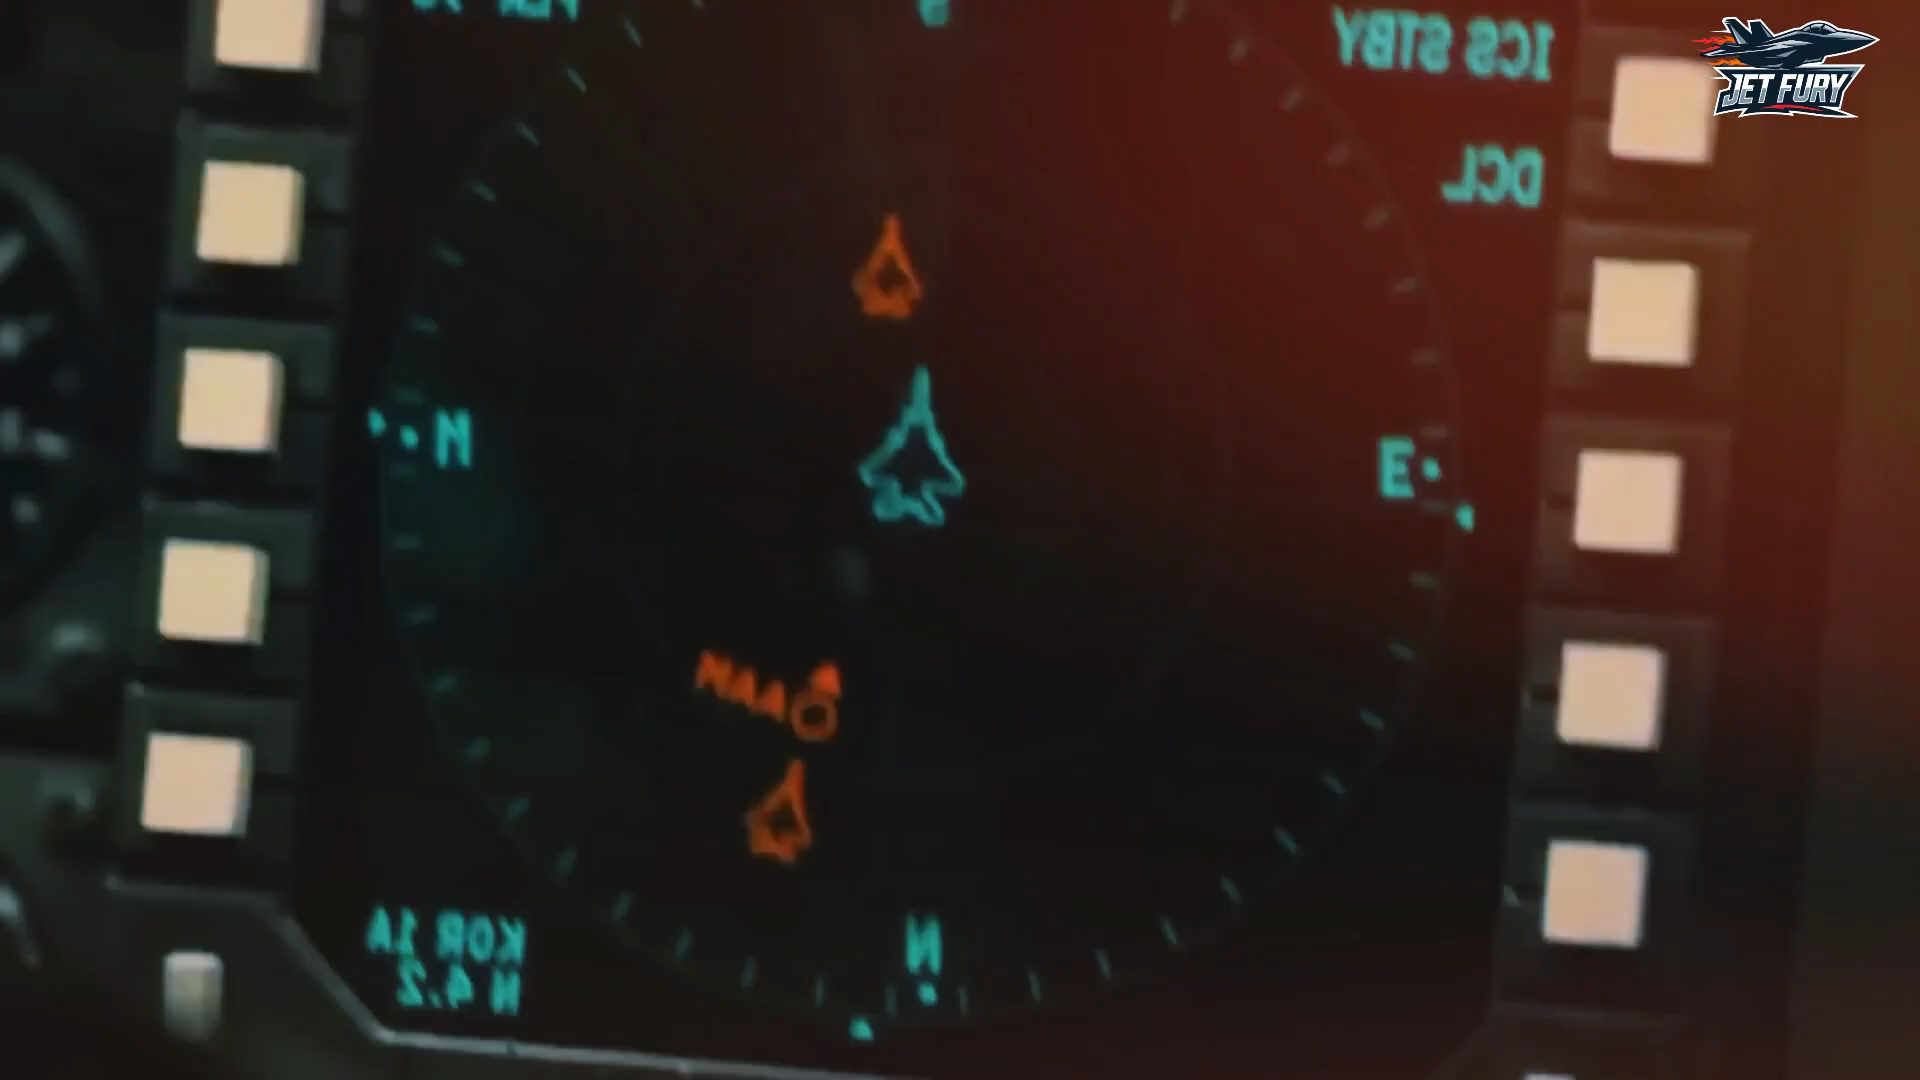 S
ICS STBY
DCL
W
E
AAM
N
KOR 1A
N 4.2
JET FURY